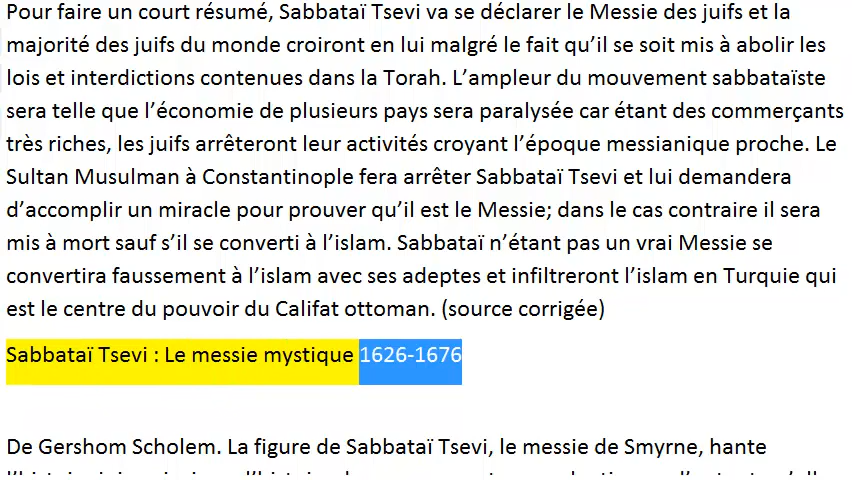 Pour faire un court résumé, Sabbataï Tsevi va se déclarer le Messie des juifs et la
majorité des juifs du monde croiront en lui malgré le fait qu’il se soit mis à abolir les
lois et interdictions contenues dans la Torah. L’ampleur du mouvement sabbataïste
sera telle que l’économie de plusieurs pays sera paralysée car étant des commerçants
très riches, les juifs arrêteront leur activités croyant l’époque messianique proche. Le
Sultan Musulman à Constantinople fera arrêter Sabbataï Tsevi et lui demandera
d’accomplir un miracle pour prouver qu’il est le Messie; dans le cas contraire il sera
mis à mort sauf s’il se converti à l’islam. Sabbataï n’étant pas un vrai Messie se
convertira faussement à l’islam avec ses adeptes et infiltreront l’islam en Turquie qui
est le centre du pouvoir du Califat ottoman. (source corrigée)
Sabbataï Tsevi : Le messie mystique 1626-1676
De Gershom Scholem. La figure de Sabbataï Tsevi, le messie de Smyrne, hante